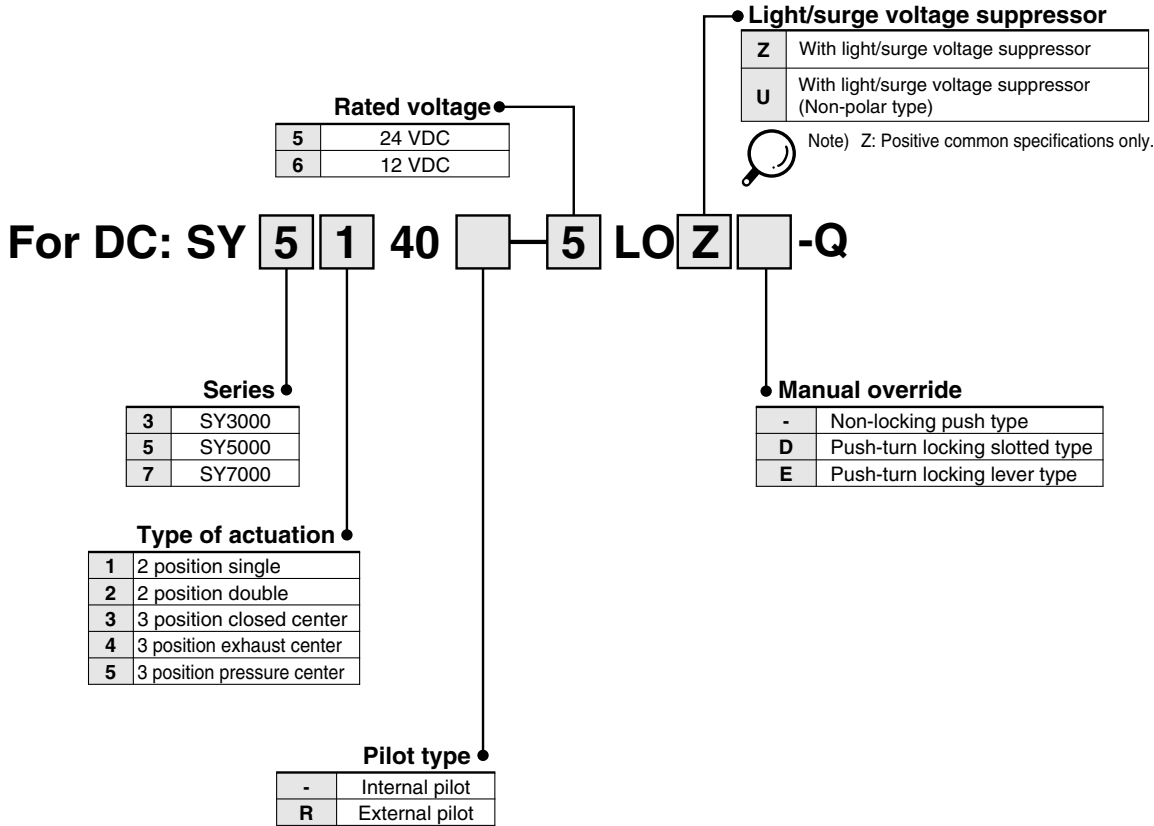 Light/surge voltage suppressor
Z With light/surge voltage suppressor
U With light/surge voltage suppressor
(Non-polar type)
Note) Z: Positive common specifications only.
Rated voltage
5 24 VDC
6 12 VDC
For DC: SY 5 1 40 - 5 LO Z -Q
Series
3 SY3000
5 SY5000
7 SY7000
Manual override
- Non-locking push type
D Push-turn locking slotted type
E Push-turn locking lever type
Type of actuation
1 2 position single
2 2 position double
3 3 position closed center
4 3 position exhaust center
5 3 position pressure center
Pilot type
- Internal pilot
R External pilot